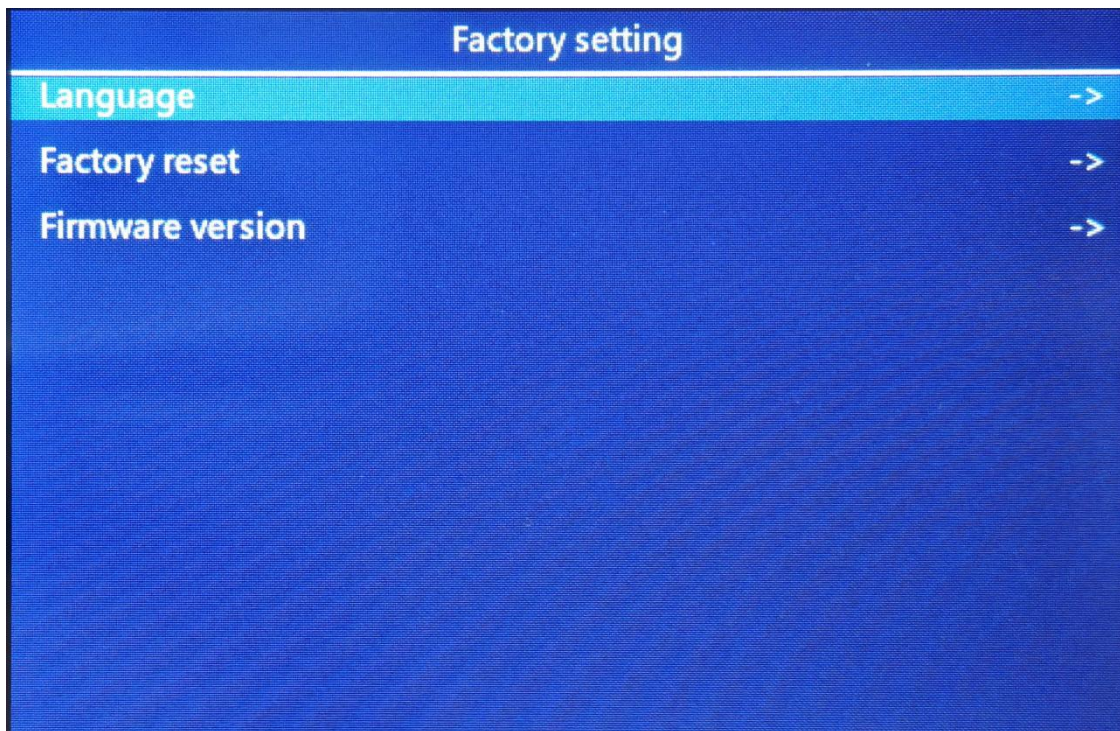 Factory setting
Language ->
Factory reset ->
Firmware version ->